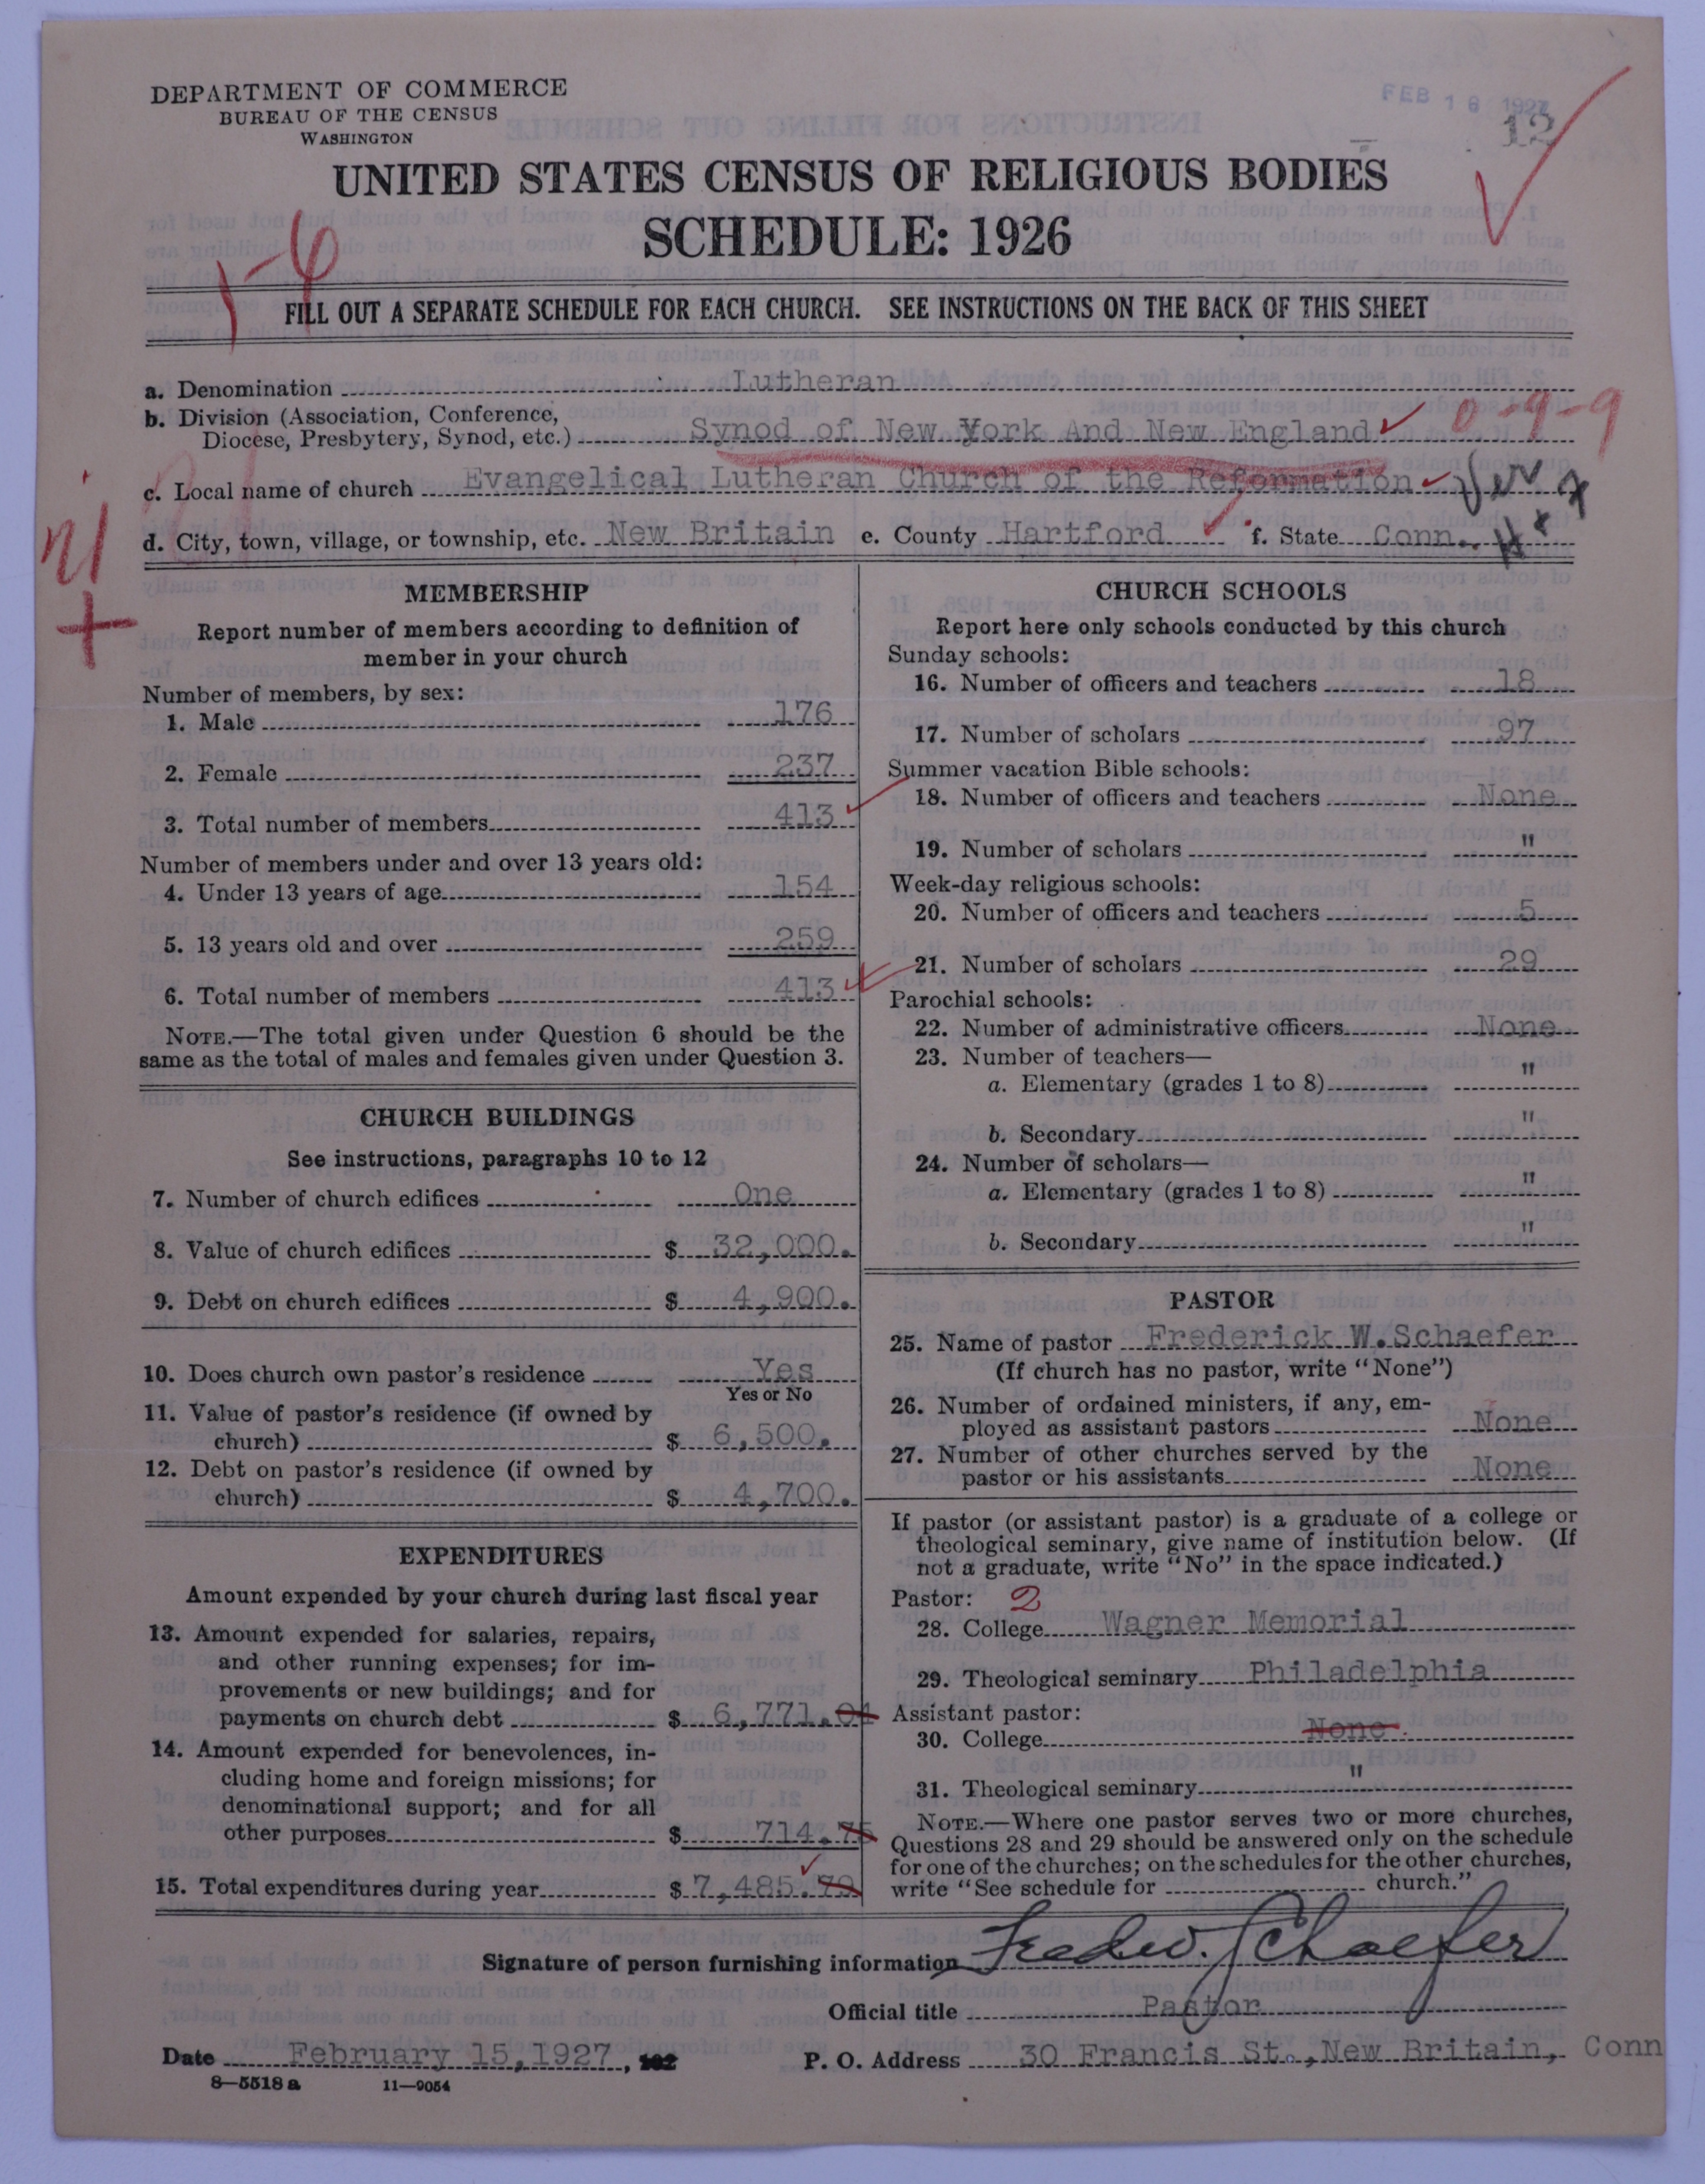 DEPARTMENT OF COMMERCE
BUREAU OF THE CENSUS
WASHINGTON
FEB 16 1927
12
UNITED STATES CENSUS OF RELIGIOUS BODIES
SCHEDULE: 1926
1-6
FILL OUT A SEPARATE SCHEDULE FOR EACH CHURCH. SEE INSTRUCTIONS ON THE BACK OF THIS SHEET
a. Denomination Lutheran
b. Division (Association, Conference,
Diocese, Presbytery, Synod, etc.) Synod of New York And New England 0-9-9
c. Local name of church Evangelical Lutheran Church of the Reformation
d. City, town, village, or township, etc. New Britain e. County Hartford f. State Conn.
MEMBERSHIP
Report number of members according to definition of
member in your church
Number of members, by sex:
1. Male 176
2. Female 237
3. Total number of members 413
Number of members under and over 13 years old:
4. Under 13 years of age 154
5. 13 years old and over 259
6. Total number of members 413
NOTE.—The total given under Question 6 should be the
same as the total of males and females given under Question 3.
CHURCH BUILDINGS
See instructions, paragraphs 10 to 12
7. Number of church edifices One
8. Value of church edifices $ 32,000.
9. Debt on church edifices $ 4,900.
10. Does church own pastor's residence Yes
Yes or No
11. Value of pastor's residence (if owned by
church) $ 6,500.
12. Debt on pastor's residence (if owned by
church) $ 4,700.
EXPENDITURES
Amount expended by your church during last fiscal year
13. Amount expended for salaries, repairs,
and other running expenses; for im-
provements or new buildings; and for
payments on church debt $ 6,771.04
14. Amount expended for benevolences, in-
cluding home and foreign missions; for
denominational support; and for all
other purposes $ 714.75
15. Total expenditures during year $ 7,485.79
CHURCH SCHOOLS
Report here only schools conducted by this church
Sunday schools:
16. Number of officers and teachers 18
17. Number of scholars 97
Summer vacation Bible schools:
18. Number of officers and teachers None
19. Number of scholars "
Week-day religious schools:
20. Number of officers and teachers 5
21. Number of scholars 29
Parochial schools:
22. Number of administrative officers None
23. Number of teachers—
a. Elementary (grades 1 to 8) "
b. Secondary "
24. Number of scholars—
a. Elementary (grades 1 to 8) "
b. Secondary "
PASTOR
25. Name of pastor Frederick W.Schaefer
(If church has no pastor, write "None")
26. Number of ordained ministers, if any, em-
ployed as assistant pastors None
27. Number of other churches served by the
pastor or his assistants None
If pastor (or assistant pastor) is a graduate of a college or
theological seminary, give name of institution below. (If
not a graduate, write "No" in the space indicated.)
Pastor: 2
28. College Wagner Memorial
29. Theological seminary Philadelphia
Assistant pastor:
30. College None
31. Theological seminary "
NOTE.—Where one pastor serves two or more churches,
Questions 28 and 29 should be answered only on the schedule
for one of the churches; on the schedules for the other churches,
write "See schedule for church."
Signature of person furnishing information Fred W. Schaefer
Official title Pastor
Date February 15,1927, 192
P. O. Address 30 Francis St., New Britain, Conn
8—5518 a 11—9054